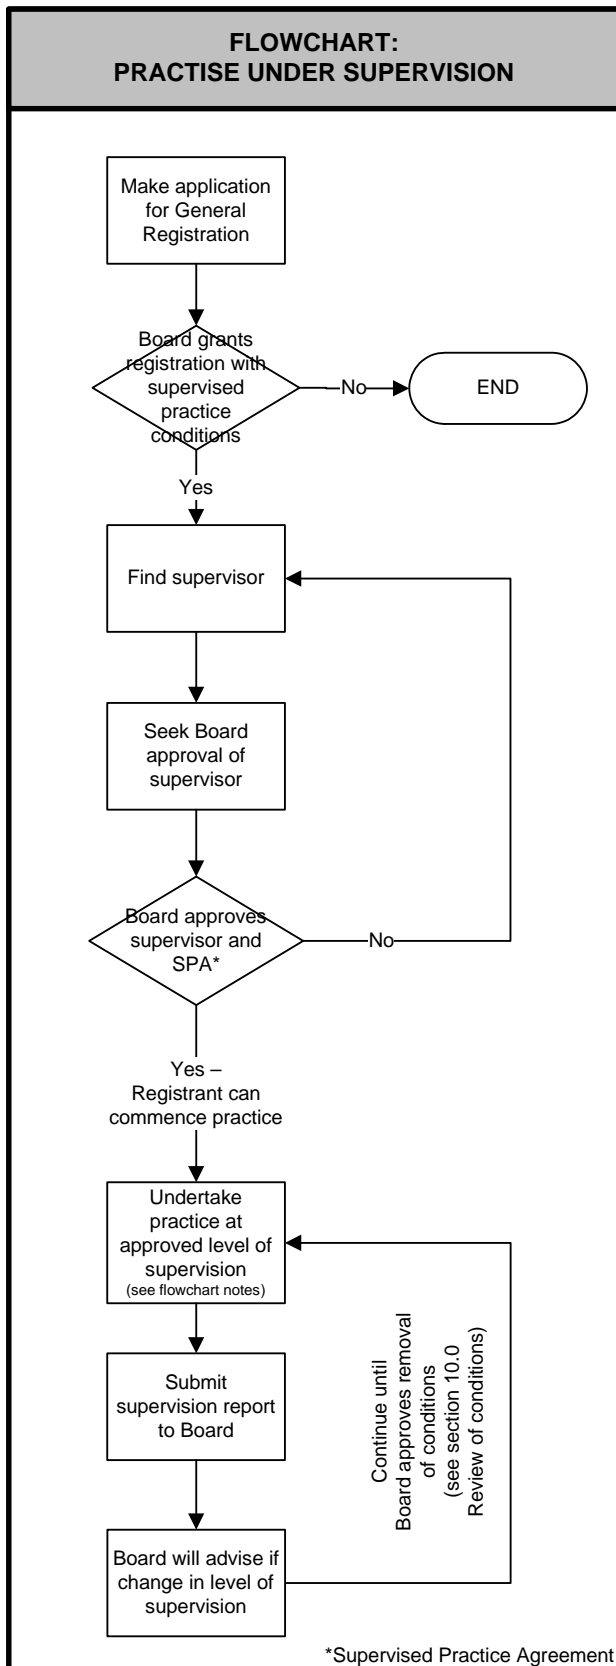 FLOWCHART:
PRACTISE UNDER SUPERVISION
Make application
for General
Registration
Board grants
registration with
supervised
practice
conditions
No
END
Yes
Find supervisor
Seek Board
approval of
supervisor
Board approves
supervisor and
SPA*
No
Yes –
Registrant can
commence practice
Undertake
practice at
approved level of
supervision
(see flowchart notes)
Submit
supervision report
to Board
Continue until
Board approves removal
of conditions
(see section 10.0
Review of conditions)
Board will advise if
change in level of
supervision
*Supervised Practice Agreement